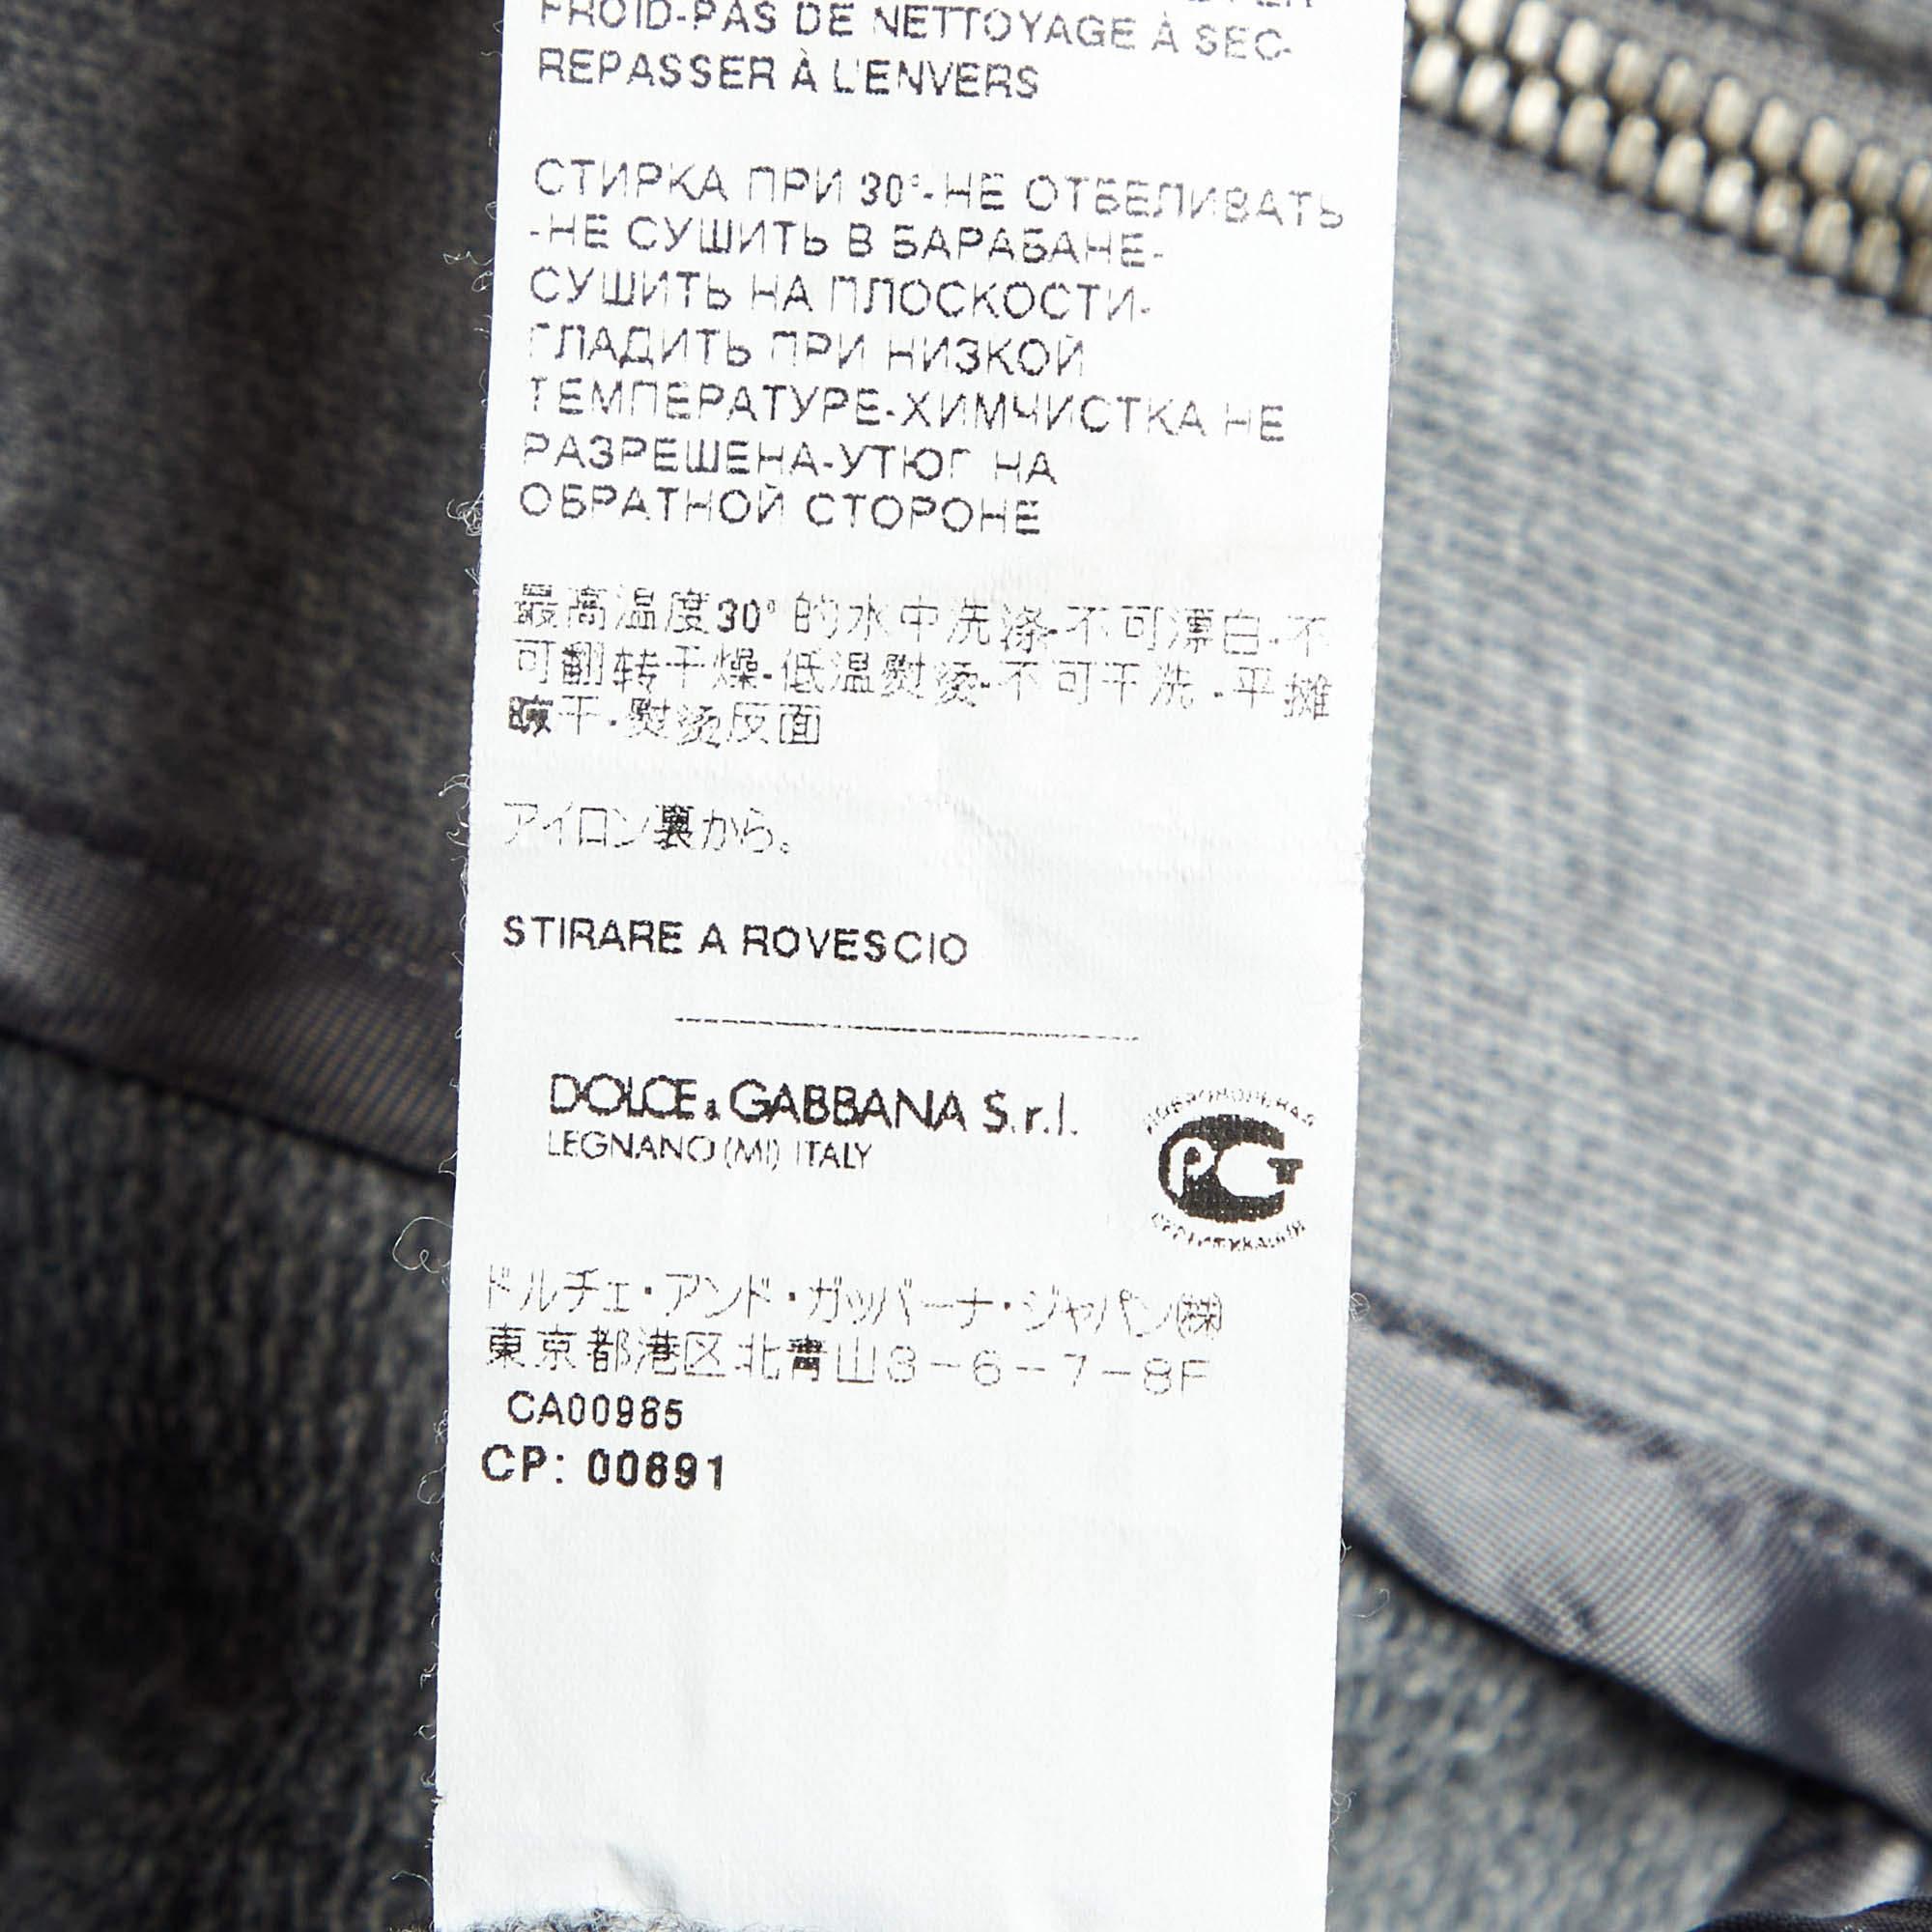 FROID-PAS DE NETTOYAGE À SEC-
REPASSER À L'ENVERS
СТИРКА ПРИ 30°-НЕ ОТБЕЛИВАТЬ
-НЕ СУШИТЬ В БАРАБАНЕ-
СУШИТЬ НА ПЛОСКОСТИ-
ГЛАДИТЬ ПРИ НИЗКОЙ
ТЕМПЕРАТУРЕ-ХИМЧИСТКА НЕ
РАЗРЕШЕНА-УТЮГ НА
ОБРАТНОЙ СТОРОНЕ
最高温度30°的水中洗涤-不可漂白-不
可翻转干燥-低温熨烫-不可干洗-平摊
晾干-熨烫反面
アイロン裏から。
STIRARE A ROVESCIO
DOLCE & GABBANA S.r.l.
LEGNANO (MI) ITALY
ДОБРОВОЛЬНАЯ
РСТ
СЕРТИФИКАЦИЯ
ドルチェ・アンド・ガッバーナ・ジャパン㈱
東京都港区北青山3-6-7-8F
CA00985
CP: 00891